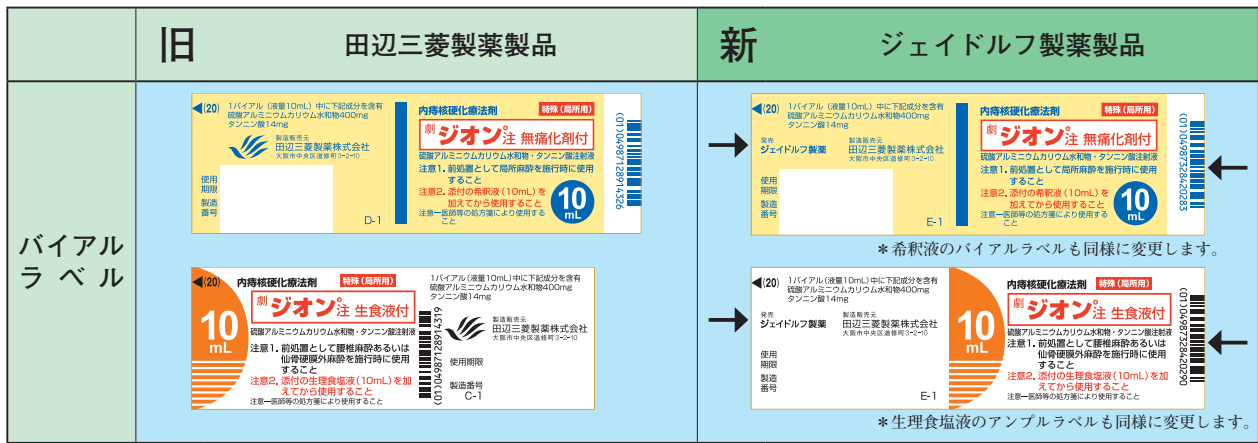 旧 田辺三菱製薬製品
新 ジェイドルフ製薬製品
バイアル
ラベル
◀(20)
1バイアル(液量10mL)中に下記成分を含有
硫酸アルミニウムカリウム水和物400mg
タンニン酸14mg
製造販売元
田辺三菱製薬株式会社
大阪市中央区道修町3-2-10
使用
期限
製造
番号
D-1
内痔核硬化療法剤 特殊(局所用)
劇 ジオン®注 無痛化剤付
硫酸アルミニウムカリウム水和物・タンニン酸注射液
注意1. 前処置として局所麻酔を施行時に使用
すること
注意2. 添付の希釈液(10mL)を
加えてから使用すること
注意-医師等の処方箋により使用する
こと
10
mL
(01)04987128914326
◀(20)
1バイアル(液量10mL)中に下記成分を含有
硫酸アルミニウムカリウム水和物400mg
タンニン酸14mg
発売
ジェイドルフ製薬
製造販売元
田辺三菱製薬株式会社
大阪市中央区道修町3-2-10
使用
期限
製造
番号
E-1
内痔核硬化療法剤 特殊(局所用)
劇 ジオン®注 無痛化剤付
硫酸アルミニウムカリウム水和物・タンニン酸注射液
注意1. 前処置として局所麻酔を施行時に使用
すること
注意2. 添付の希釈液(10mL)を
加えてから使用すること
注意-医師等の処方箋により使用する
こと
10
mL
(01)04987328420283
*希釈液のバイアルラベルも同様に変更します。
◀(20)
10
mL
内痔核硬化療法剤 特殊(局所用)
劇 ジオン®注 生食液付
硫酸アルミニウムカリウム水和物・タンニン酸注射液
注意1. 前処置として腰椎麻酔あるいは
仙骨硬膜外麻酔を施行時に使用
すること
注意2. 添付の生理食塩液(10mL)を加
えてから使用すること
注意-医師等の処方箋により使用すること
(01)04987128914319
1バイアル(液量10mL)中に下記成分を含有
硫酸アルミニウムカリウム水和物400mg
タンニン酸14mg
製造販売元
田辺三菱製薬株式会社
大阪市中央区道修町3-2-10
使用期限
製造番号
C-1
◀(20)
1バイアル(液量10mL)中に下記成分を含有
硫酸アルミニウムカリウム水和物400mg
タンニン酸14mg
発売
ジェイドルフ製薬
製造販売元
田辺三菱製薬株式会社
大阪市中央区道修町3-2-10
使用
期限
製造
番号
E-1
10
mL
内痔核硬化療法剤 特殊(局所用)
劇 ジオン®注 生食液付
硫酸アルミニウムカリウム水和物・タンニン酸注射液
注意1. 前処置として腰椎麻酔あるいは
仙骨硬膜外麻酔を施行時に使用
すること
注意2. 添付の生理食塩液(10mL)を加
えてから使用すること
注意-医師等の処方箋により使用すること
(01)04987328420290
*生理食塩液のアンプルラベルも同様に変更します。